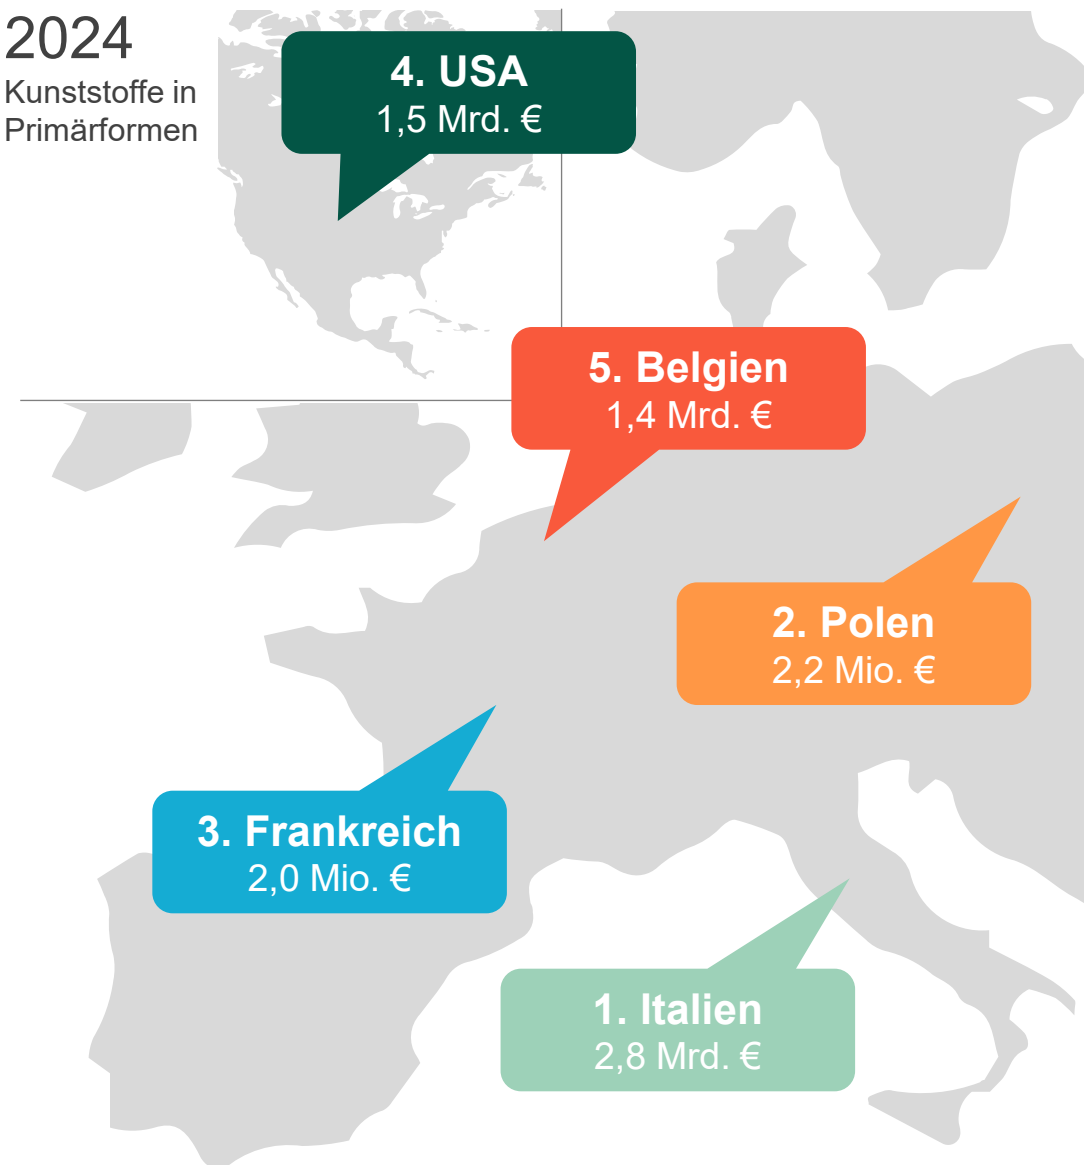 2024
Kunststoffe in
Primärformen
4. USA
1,5 Mrd. €
5. Belgien
1,4 Mrd. €
2. Polen
2,2 Mio. €
3. Frankreich
2,0 Mio. €
1. Italien
2,8 Mrd. €